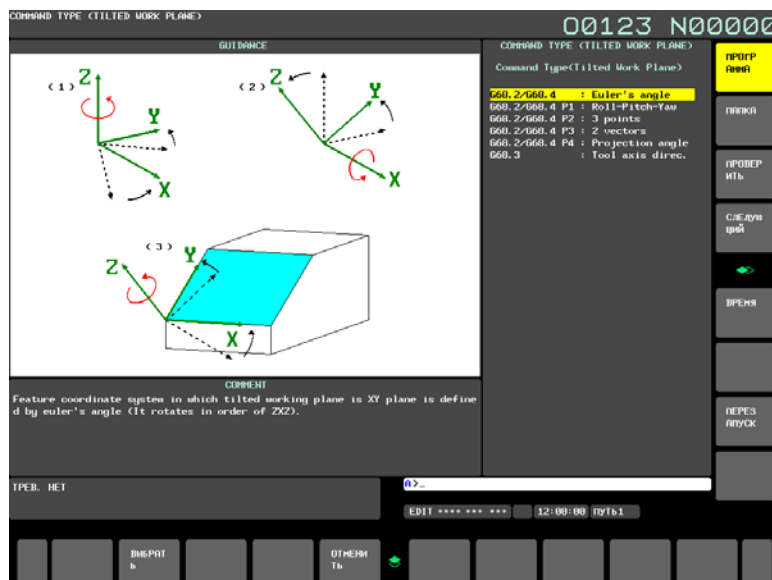 COMMAND TYPE (TILTED WORK PLANE)
O0123 N00000
GUIDANCE
(1) Z Y X
(2) Z Y X
(3) Z Y X
COMMENT
Feature coordinate system in which tilted working plane is XY plane is define
d by euler's angle (It rotates in order of ZXZ).
COMMAND TYPE (TILTED WORK PLANE)
Command Type(Tilted Work Plane)
G68.2/G68.4 : Euler's angle
G68.2/G68.4 P1 : Roll-Pitch-Yaw
G68.2/G68.4 P2 : 3 points
G68.2/G68.4 P3 : 2 vectors
G68.2/G68.4 P4 : Projection angle
G68.3 : Tool axis direc.
ПРОГР
АММА
ПАПКА
ПРОВЕР
ИТЬ
СЛЕДУЮ
ЩИЙ
ВРЕМЯ
ПЕРЕЗ
АПУСК
ТРЕБ. НЕТ
A>_
EDIT **** *** ***
12:00:00
ПУТЬ1
ВЫБРАТ
Ь
ОТМЕНИ
ТЬ